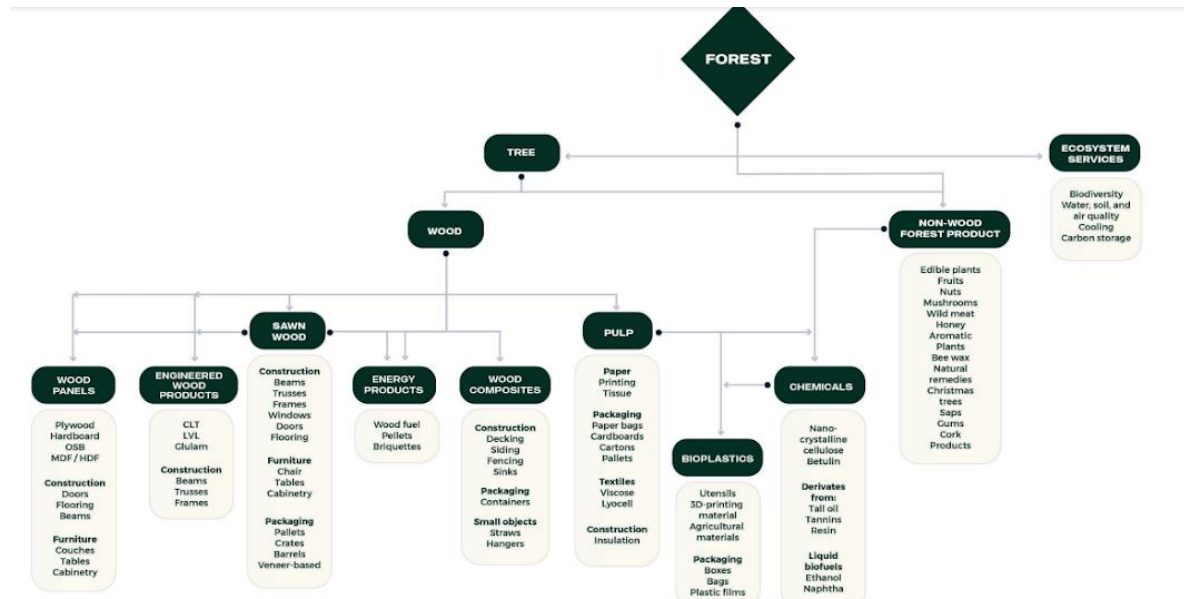 FOREST
TREE
ECOSYSTEM
SERVICES
Biodiversity
Water, soil, and
air quality
Cooling
Carbon storage
WOOD
NON-WOOD
FOREST PRODUCT
Edible plants
Fruits
Nuts
Mushrooms
Wild meat
Honey
Aromatic
Plants
Bee wax
Natural
remedies
Christmas
trees
Saps
Gums
Cork
Products
WOOD
PANELS
Plywood
Hardboard
OSB
MDF / HDF
Construction
Doors
Flooring
Beams
Furniture
Couches
Tables
Cabinetry
ENGINEERED
WOOD
PRODUCTS
CLT
LVL
Glulam
Construction
Beams
Trusses
Frames
SAWN
WOOD
Construction
Beams
Trusses
Frames
Windows
Doors
Flooring
Furniture
Chair
Tables
Cabinetry
Packaging
Pallets
Crates
Barrels
Veneer-based
ENERGY
PRODUCTS
Wood fuel
Pellets
Briquettes
WOOD
COMPOSITES
Construction
Decking
Siding
Fencing
Sinks
Packaging
Containers
Small objects
Straws
Hangers
PULP
Paper
Printing
Tissue
Packaging
Paper bags
Cardboards
Cartons
Pallets
Textiles
Viscose
Lyocell
Construction
Insulation
BIOPLASTICS
Utensils
3D-printing
material
Agricultural
materials
Packaging
Boxes
Bags
Plastic films
CHEMICALS
Nano-
crystalline
cellulose
Betulin
Derivates
from:
Tall oil
Tannins
Resin
Liquid
biofuels
Ethanol
Naphtha